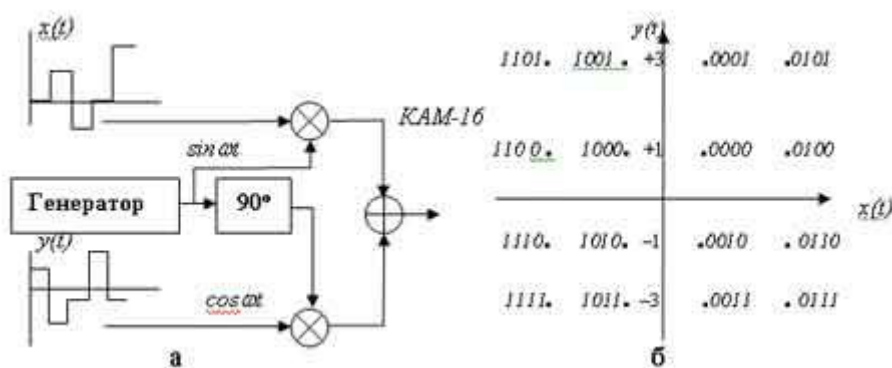 x(t)
КАМ-16
sin ωt
Генератор
90°
y(t)
cos ωt
а
y(t)
1101. 1001. +3 .0001 .0101
1100. 1000. +1 .0000 .0100
x(t)
1110. 1010. −1 .0010 .0110
1111. 1011. −3 .0011 .0111
б